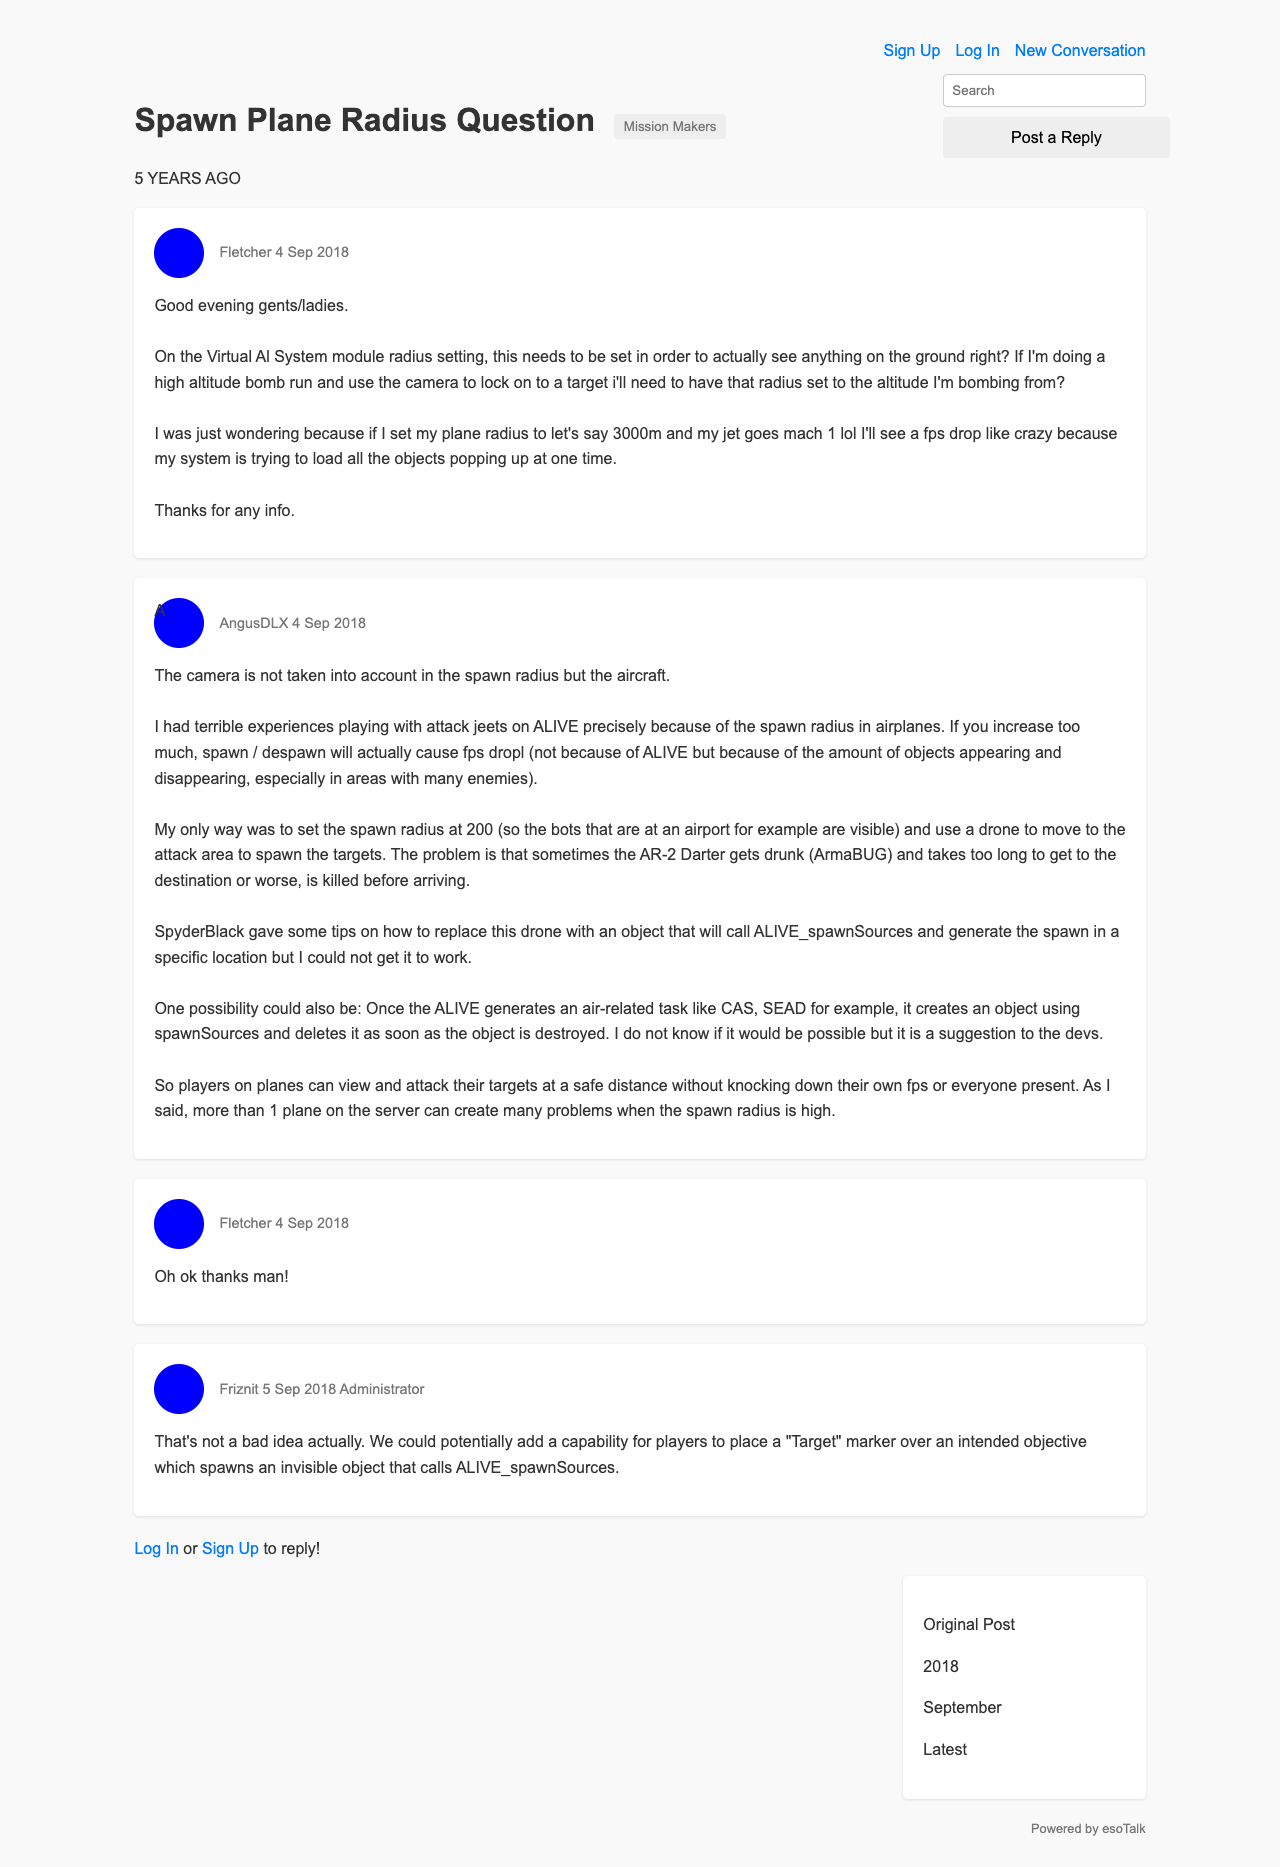 Sign Up Log In New Conversation
Search
Spawn Plane Radius Question Mission Makers
Post a Reply
5 YEARS AGO
Fletcher 4 Sep 2018
Good evening gents/ladies.
On the Virtual AI System module radius setting, this needs to be set in order to actually see anything on the ground right? If I'm doing a
high altitude bomb run and use the camera to lock on to a target i'll need to have that radius set to the altitude I'm bombing from?
I was just wondering because if I set my plane radius to let's say 3000m and my jet goes mach 1 lol I'll see a fps drop like crazy because
my system is trying to load all the objects popping up at one time.
Thanks for any info.
A
AngusDLX 4 Sep 2018
The camera is not taken into account in the spawn radius but the aircraft.
I had terrible experiences playing with attack jeets on ALIVE precisely because of the spawn radius in airplanes. If you increase too
much, spawn / despawn will actually cause fps dropl (not because of ALIVE but because of the amount of objects appearing and
disappearing, especially in areas with many enemies).
My only way was to set the spawn radius at 200 (so the bots that are at an airport for example are visible) and use a drone to move to the
attack area to spawn the targets. The problem is that sometimes the AR-2 Darter gets drunk (ArmaBUG) and takes too long to get to the
destination or worse, is killed before arriving.
SpyderBlack gave some tips on how to replace this drone with an object that will call ALIVE_spawnSources and generate the spawn in a
specific location but I could not get it to work.
One possibility could also be: Once the ALIVE generates an air-related task like CAS, SEAD for example, it creates an object using
spawnSources and deletes it as soon as the object is destroyed. I do not know if it would be possible but it is a suggestion to the devs.
So players on planes can view and attack their targets at a safe distance without knocking down their own fps or everyone present. As I
said, more than 1 plane on the server can create many problems when the spawn radius is high.
Fletcher 4 Sep 2018
Oh ok thanks man!
Friznit 5 Sep 2018 Administrator
That's not a bad idea actually. We could potentially add a capability for players to place a "Target" marker over an intended objective
which spawns an invisible object that calls ALIVE_spawnSources.
Log In or Sign Up to reply!
Original Post
2018
September
Latest
Powered by esoTalk